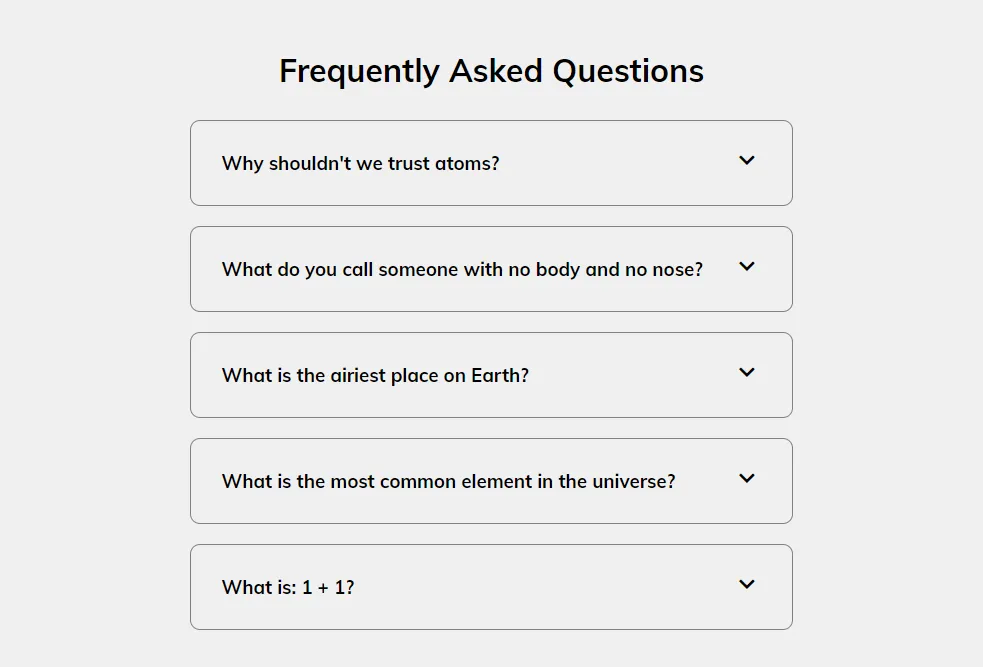 Frequently Asked Questions
Why shouldn't we trust atoms?
What do you call someone with no body and no nose?
What is the airiest place on Earth?
What is the most common element in the universe?
What is: 1 + 1?